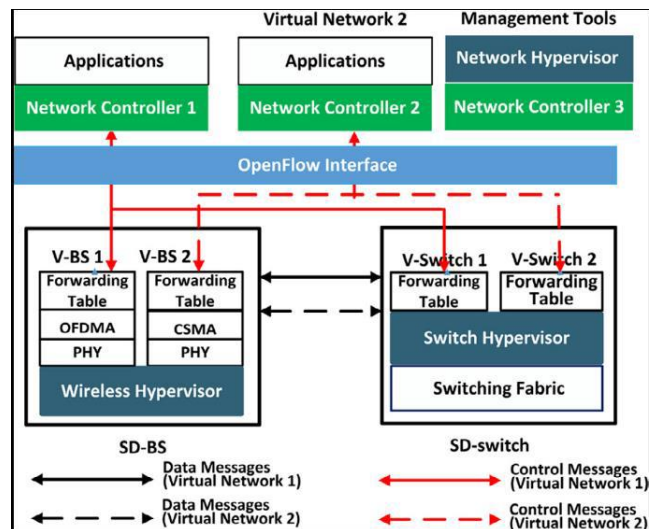 Virtual Network 2
Management Tools
Applications
Applications
Network Hypervisor
Network Controller 1
Network Controller 2
Network Controller 3
OpenFlow Interface
V-BS 1
V-BS 2
V-Switch 1
V-Switch 2
Forwarding
Table
Forwarding
Table
Forwarding
Table
Forwarding
Table
OFDMA
CSMA
PHY
PHY
Switch Hypervisor
Wireless Hypervisor
Switching Fabric
SD-BS
SD-switch
Data Messages
(Virtual Network 1)
Control Messages
(Virtual Network 1)
Data Messages
(Virtual Network 2)
Control Messages
(Virtual Network 2)